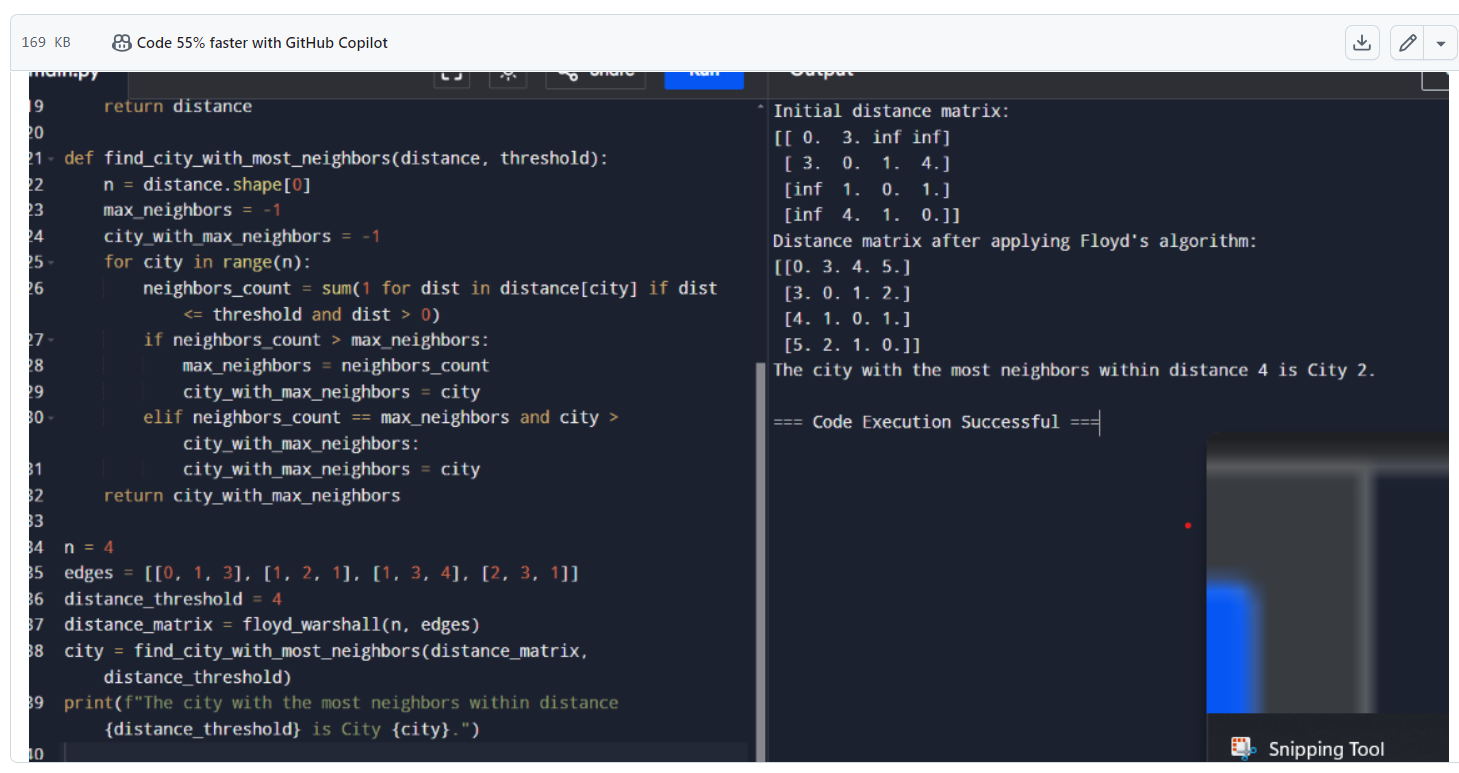 169 KB
Code 55% faster with GitHub Copilot
main.py
Share
Run
Output
19 return distance
20
21 def find_city_with_most_neighbors(distance, threshold):
22 n = distance.shape[0]
23 max_neighbors = -1
24 city_with_max_neighbors = -1
25 for city in range(n):
26 neighbors_count = sum(1 for dist in distance[city] if dist
<= threshold and dist > 0)
27 if neighbors_count > max_neighbors:
28 max_neighbors = neighbors_count
29 city_with_max_neighbors = city
30 elif neighbors_count == max_neighbors and city >
city_with_max_neighbors:
31 city_with_max_neighbors = city
32 return city_with_max_neighbors
33
34 n = 4
35 edges = [[0, 1, 3], [1, 2, 1], [1, 3, 4], [2, 3, 1]]
36 distance_threshold = 4
37 distance_matrix = floyd_warshall(n, edges)
38 city = find_city_with_most_neighbors(distance_matrix,
distance_threshold)
39 print(f"The city with the most neighbors within distance
{distance_threshold} is City {city}.")
40
Initial distance matrix:
[[ 0. 3. inf inf]
[ 3. 0. 1. 4.]
[inf 1. 0. 1.]
[inf 4. 1. 0.]]
Distance matrix after applying Floyd's algorithm:
[[0. 3. 4. 5.]
[3. 0. 1. 2.]
[4. 1. 0. 1.]
[5. 2. 1. 0.]]
The city with the most neighbors within distance 4 is City 2.
=== Code Execution Successful ===
Snipping Tool